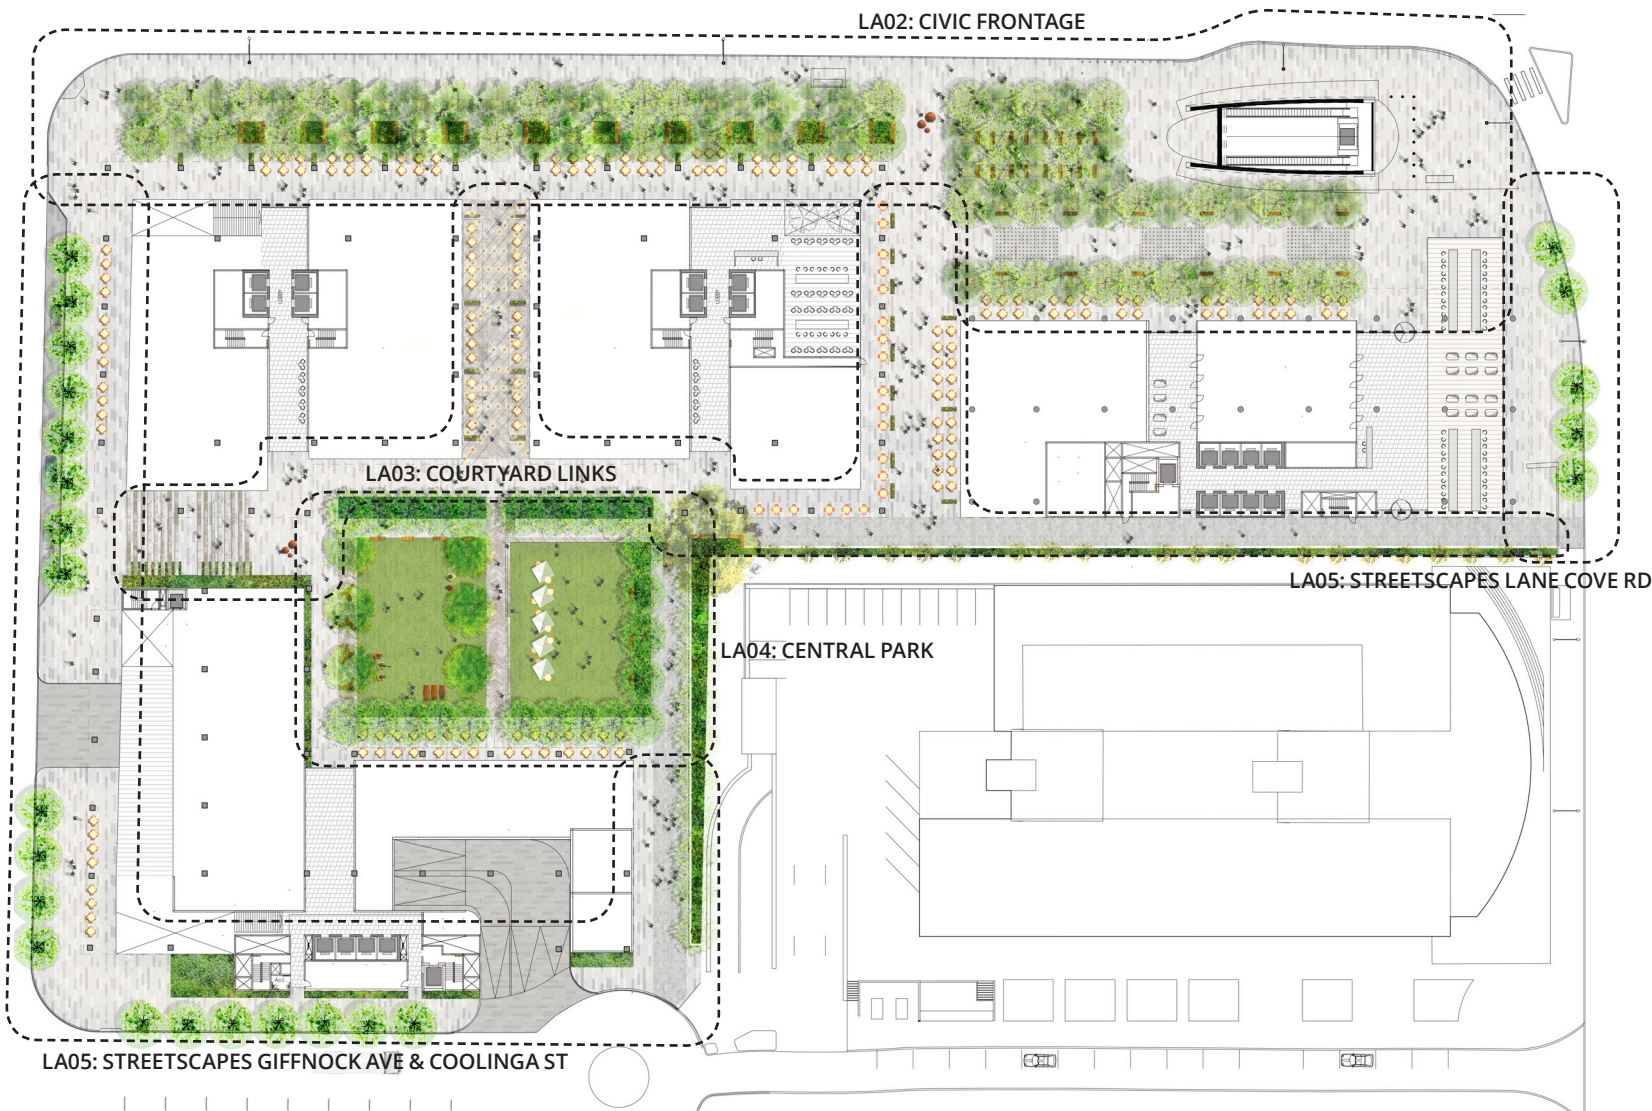 LA02: CIVIC FRONTAGE
LA03: COURTYARD LINKS
LA05: STREETSCAPES LANE COVE RD
LA04: CENTRAL PARK
LA05: STREETSCAPES GIFFNOCK AVE & COOLINGA ST